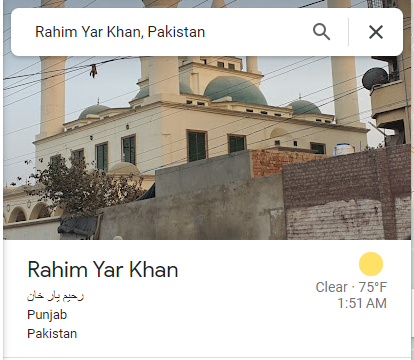 Rahim Yar Khan, Pakistan
Rahim Yar Khan
رحیم یار خان
Punjab
Pakistan
Clear · 75°F
1:51 AM